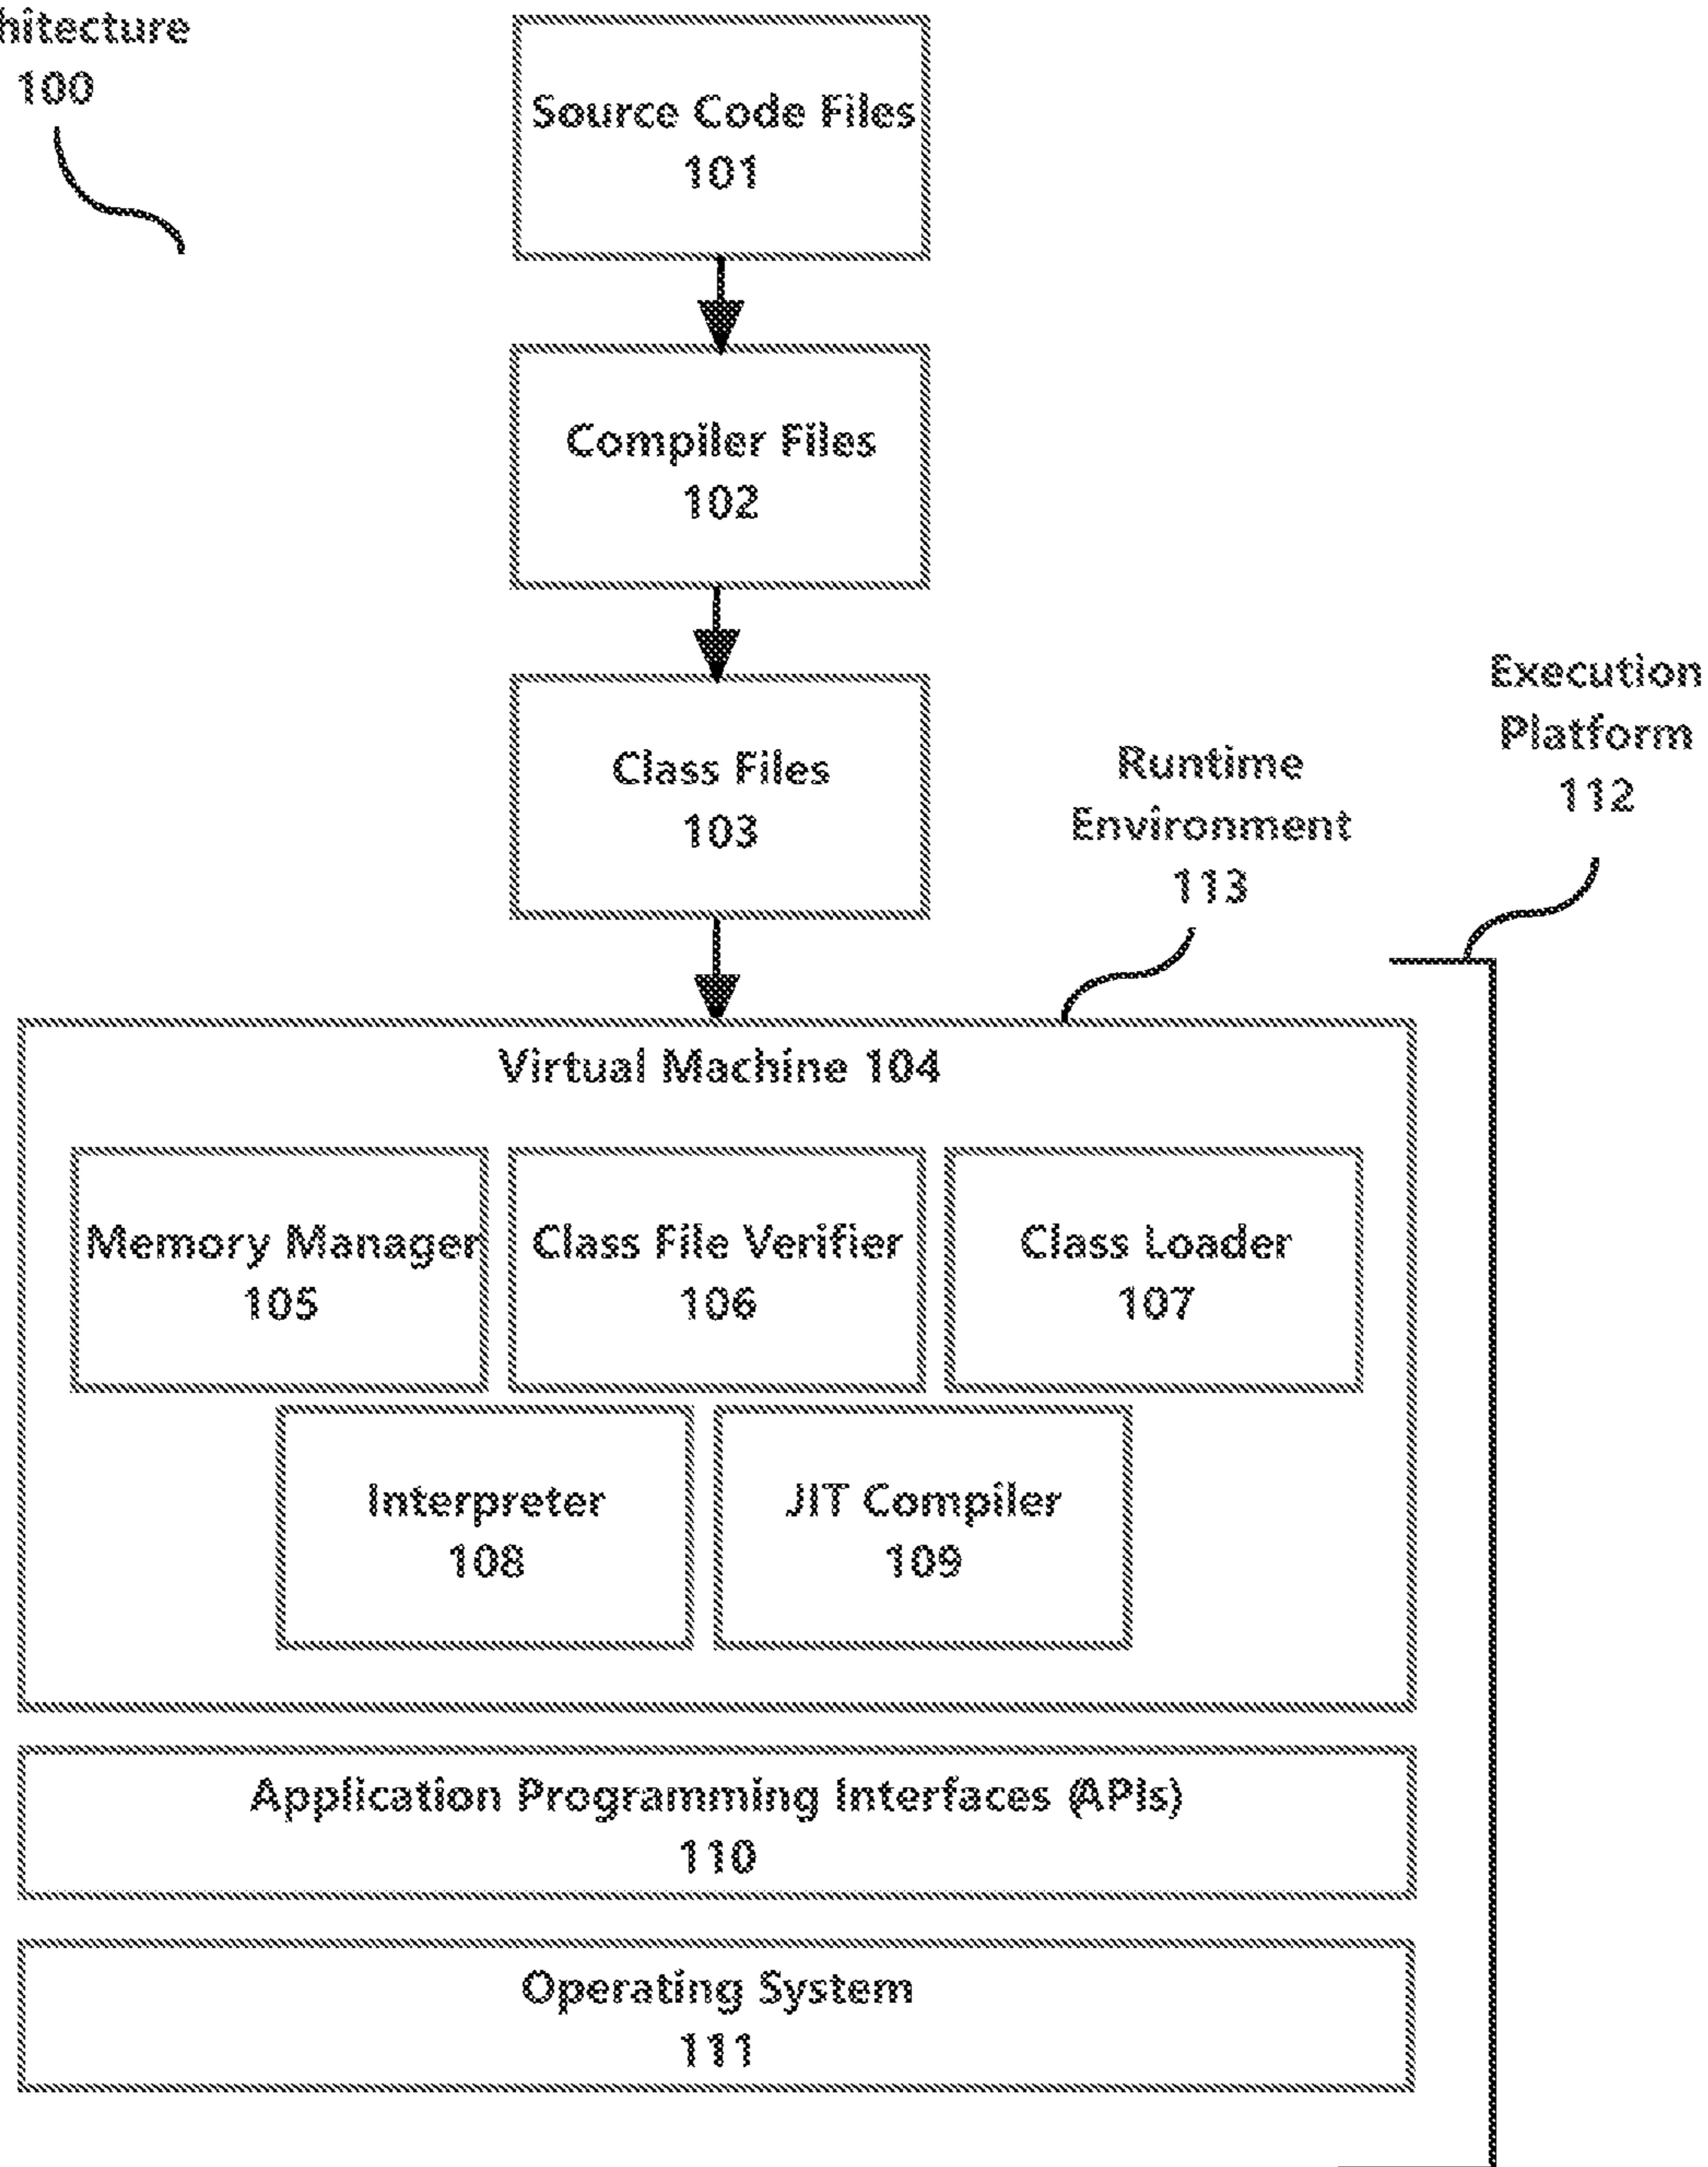 hitecture
100
Source Code Files
101
Compiler Files
102
Class Files
103
Execution
Platform
112
Runtime
Environment
113
Virtual Machine 104
Memory Manager
105
Class File Verifier
106
Class Loader
107
Interpreter
108
JIT Compiler
109
Application Programming Interfaces (APIs)
110
Operating System
111